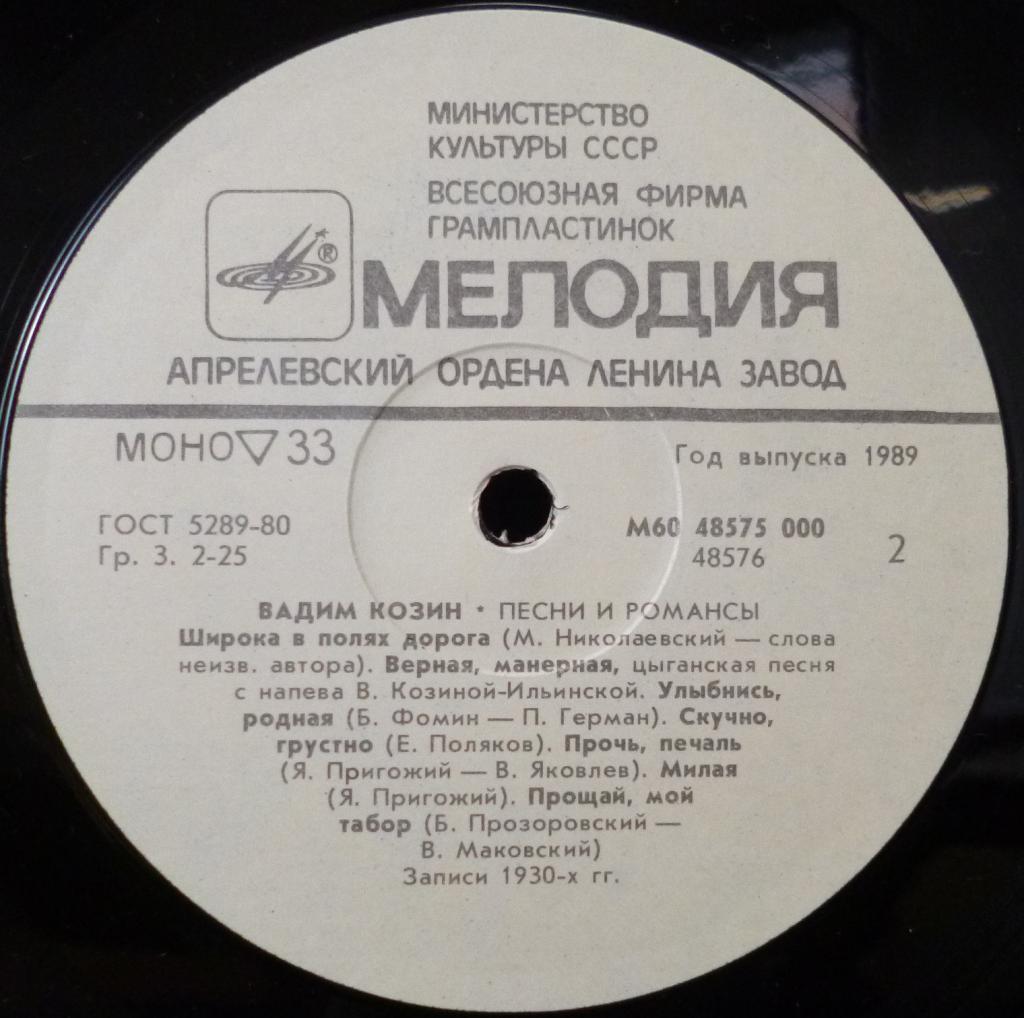 МИНИСТЕРСТВО
КУЛЬТУРЫ СССР
ВСЕСОЮЗНАЯ ФИРМА
ГРАМПЛАСТИНОК
®
МЕЛОДИЯ
АПРЕЛЕВСКИЙ ОРДЕНА ЛЕНИНА ЗАВОД
МОНО ▽ 33
Год выпуска 1989
ГОСТ 5289-80
Гр. 3. 2-25
М60 48575 000
48576
2
ВАДИМ КОЗИН • ПЕСНИ И РОМАНСЫ
Широка в полях дорога (М. Николаевский — слова
неизв. автора). Верная, манерная, цыганская песня
с напева В. Козиной-Ильинской. Улыбнись,
родная (Б. Фомин — П. Герман). Скучно,
грустно (Е. Поляков). Прочь, печаль
(Я. Пригожий — В. Яковлев). Милая
(Я. Пригожий). Прощай, мой
табор (Б. Прозоровский —
В. Маковский)
Записи 1930-х гг.